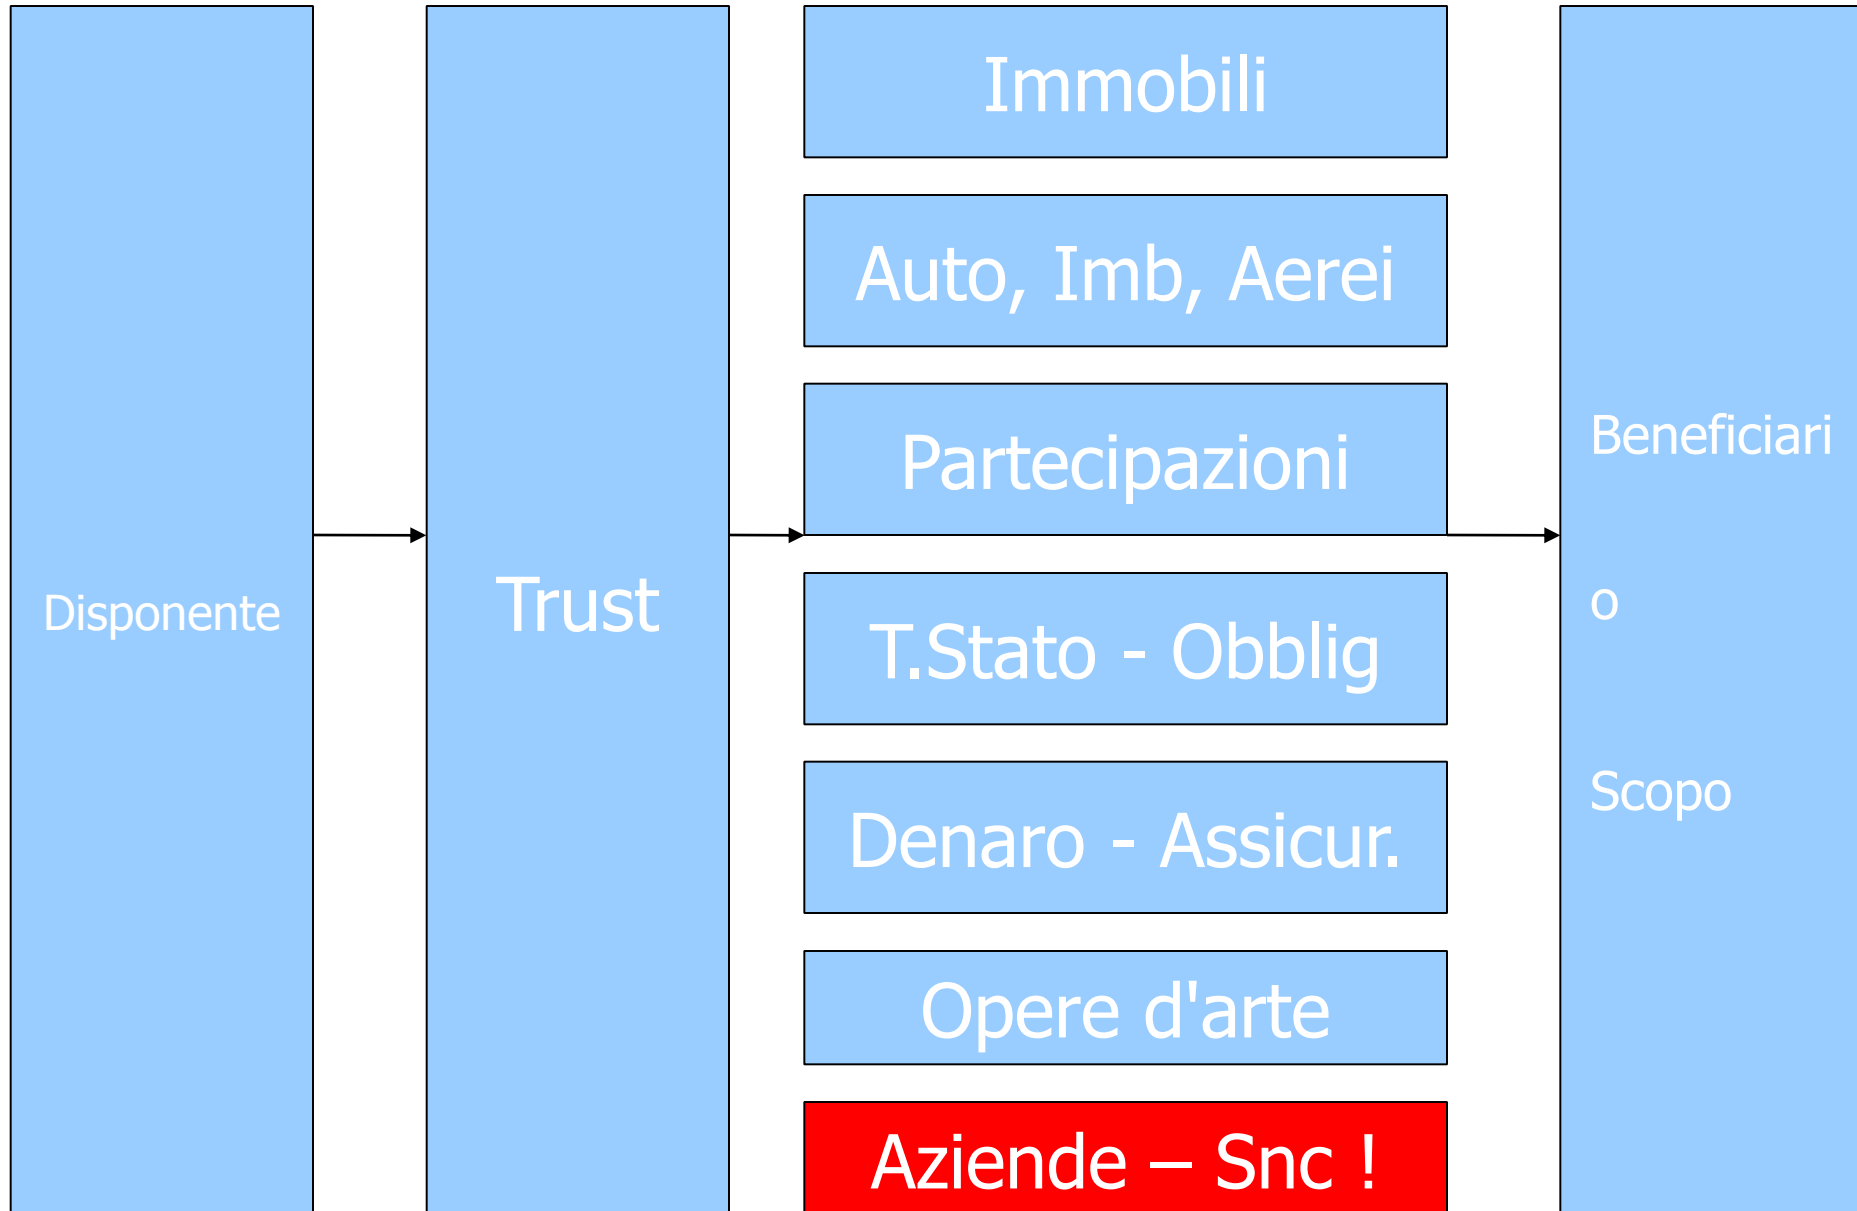 Disponente
Trust
Immobili
Auto, Imb, Aerei
Partecipazioni
T.Stato - Obblig
Denaro - Assicur.
Opere d'arte
Aziende – Snc !
Beneficiari
o
Scopo